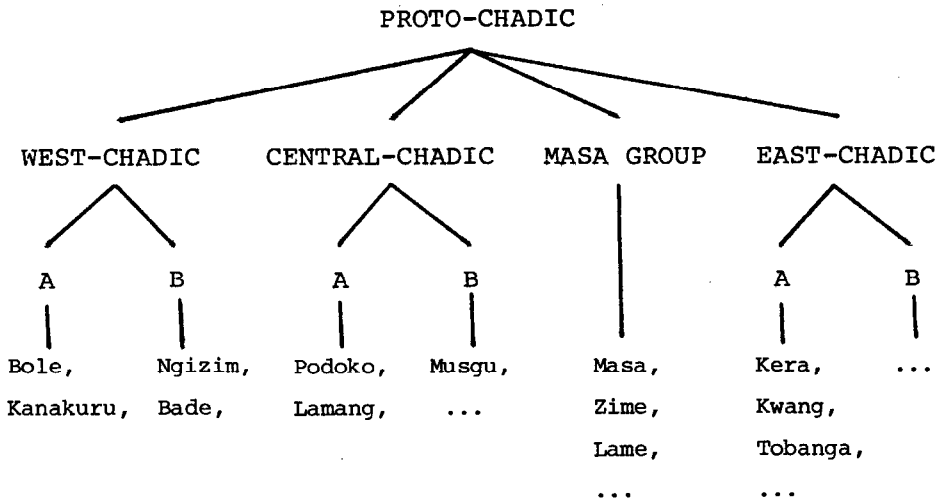 PROTO-CHADIC
WEST-CHADIC CENTRAL-CHADIC MASA GROUP EAST-CHADIC
A B A B A B
Bole, Ngizim, Podoko, Musgu, Masa, Kera, ...
Kanakuru, Bade, Lamang, ... Zime, Kwang,
Lame, Tobanga,
... ...